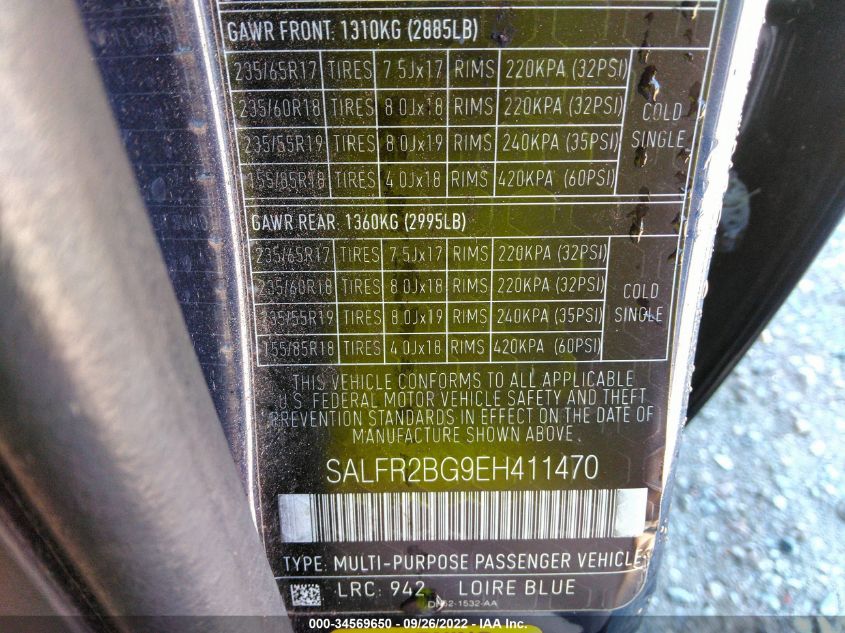 GAWR FRONT: 1310KG (2885LB)
235/65R17 TIRES 7.5Jx17 RIMS 220KPA (32PSI)
235/60R18 TIRES 8.0Jx18 RIMS 220KPA (32PSI)
COLD
235/55R19 TIRES 8.0Jx19 RIMS 240KPA (35PSI)
SINGLE
155/85R18 TIRES 4.0Jx18 RIMS 420KPA (60PSI)
GAWR REAR: 1360KG (2995LB)
235/65R17 TIRES 7.5Jx17 RIMS 220KPA (32PSI)
235/60R18 TIRES 8.0Jx18 RIMS 220KPA (32PSI)
COLD
235/55R19 TIRES 8.0Jx19 RIMS 240KPA (35PSI)
SINGLE
155/85R18 TIRES 4.0Jx18 RIMS 420KPA (60PSI)
THIS VEHICLE CONFORMS TO ALL APPLICABLE
U.S. FEDERAL MOTOR VEHICLE SAFETY AND THEFT
PREVENTION STANDARDS IN EFFECT ON THE DATE OF
MANUFACTURE SHOWN ABOVE.
SALFR2BG9EH411470
TYPE: MULTI-PURPOSE PASSENGER VEHICLE
LRC: 942 LOIRE BLUE
000-34569650 - 09/26/2022 - IAA Inc.